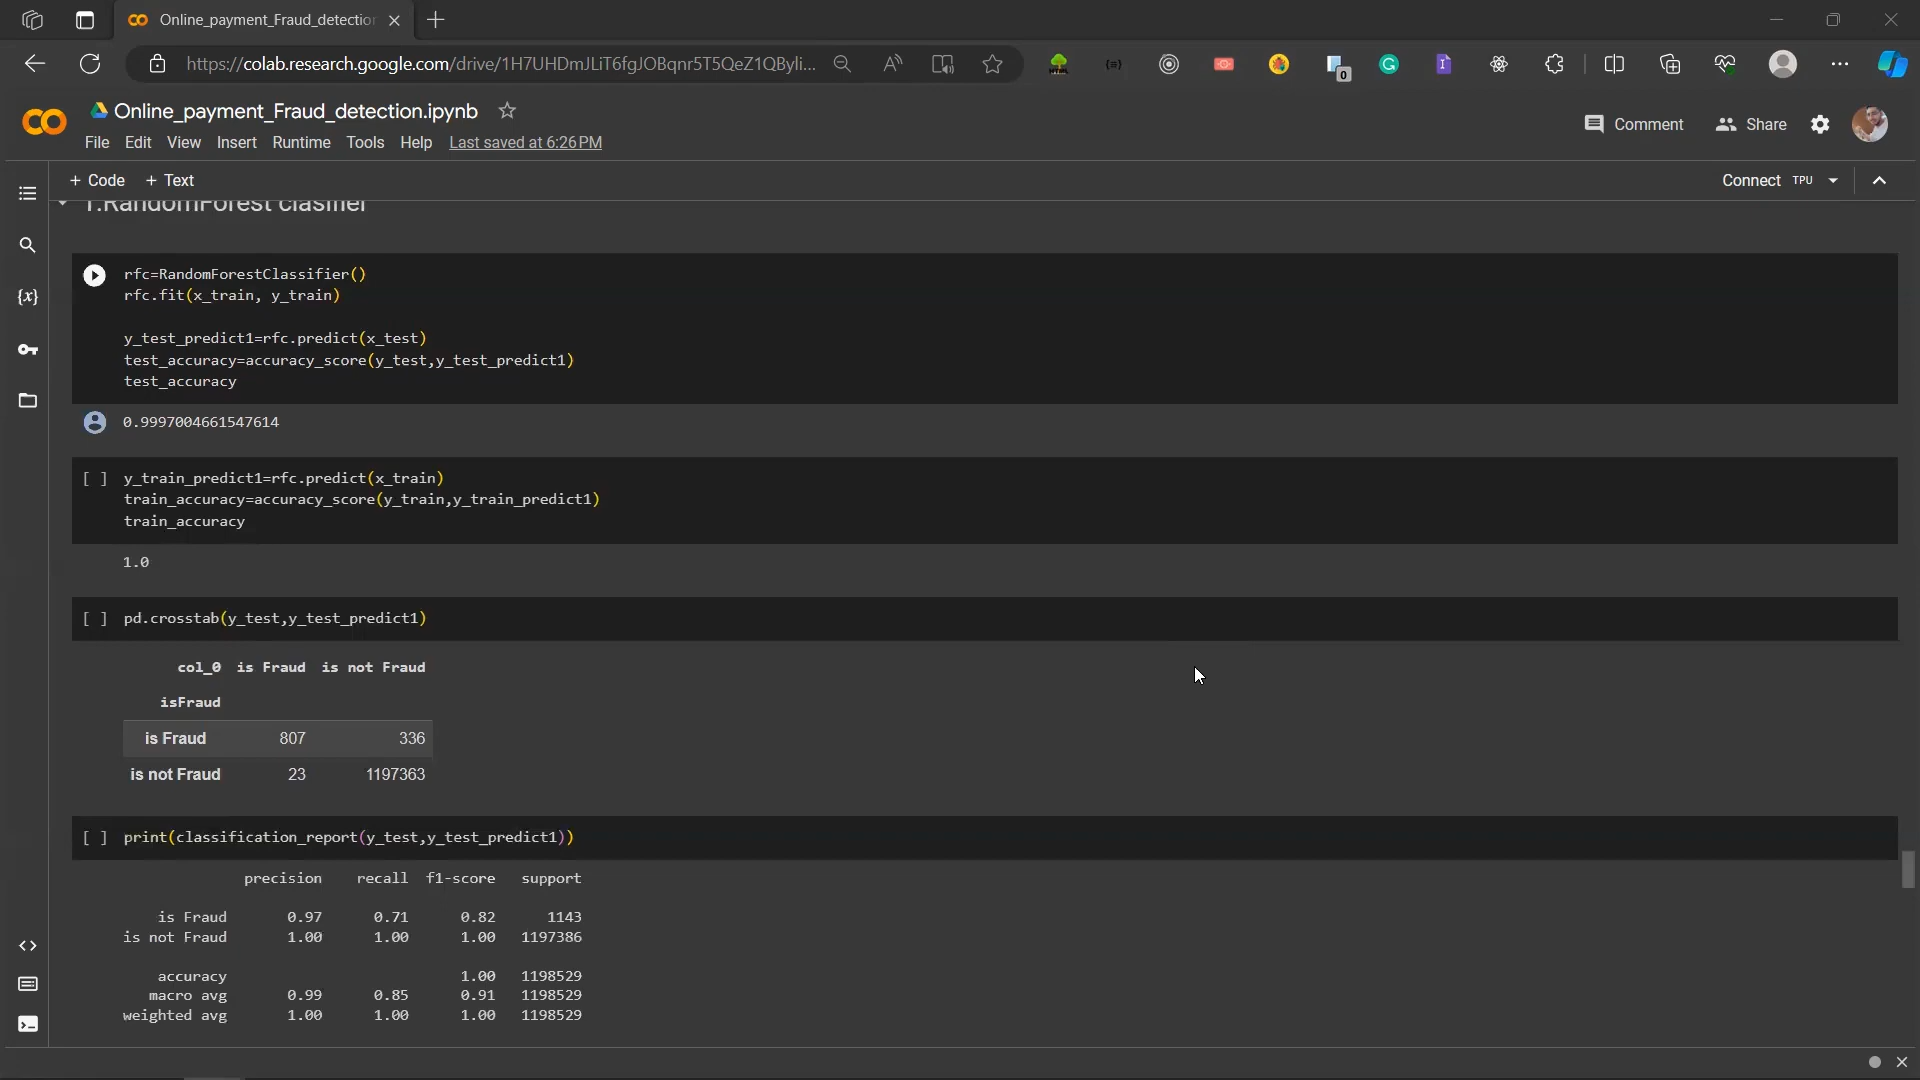 Online_payment_Fraud_detection
https://colab.research.google.com/drive/1H7UHDmJLiT6fgJOBqnr5T5QeZ1QByli...
0
Online_payment_Fraud_detection.ipynb
Comment
Share
File Edit View Insert Runtime Tools Help Last saved at 6:26 PM
+ Code + Text
Connect TPU
1.RandomForest clasifier
rfc=RandomForestClassifier()
rfc.fit(x_train, y_train)
y_test_predict1=rfc.predict(x_test)
test_accuracy=accuracy_score(y_test,y_test_predict1)
test_accuracy
0.9997004661547614
[ ] y_train_predict1=rfc.predict(x_train)
train_accuracy=accuracy_score(y_train,y_train_predict1)
train_accuracy
1.0
[ ] pd.crosstab(y_test,y_test_predict1)
col_0 is Fraud is not Fraud
isFraud
is Fraud 807 336
is not Fraud 23 1197363
[ ] print(classification_report(y_test,y_test_predict1))
precision recall f1-score support
is Fraud 0.97 0.71 0.82 1143
is not Fraud 1.00 1.00 1.00 1197386
accuracy 1.00 1198529
macro avg 0.99 0.85 0.91 1198529
weighted avg 1.00 1.00 1.00 1198529